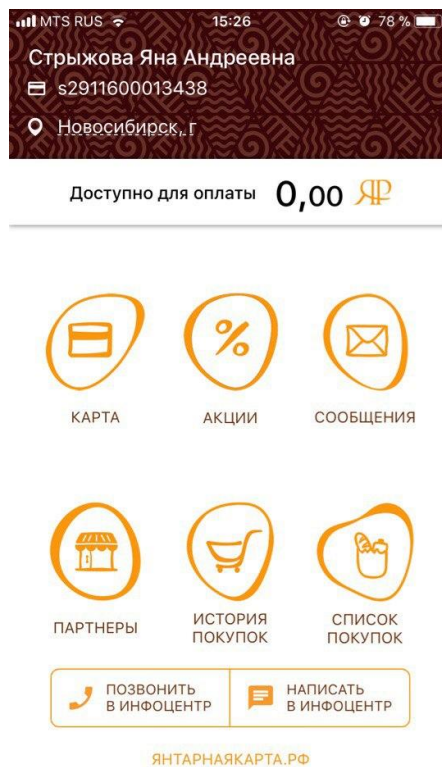 MTS RUS 15:26 78 %
Стрыжова Яна Андреевна
s2911600013438
Новосибирск, г
Доступно для оплаты 0,00 ЯР
КАРТА АКЦИИ СООБЩЕНИЯ
ПАРТНЕРЫ ИСТОРИЯ ПОКУПОК СПИСОК ПОКУПОК
ПОЗВОНИТЬ В ИНФОЦЕНТР НАПИСАТЬ В ИНФОЦЕНТР
ЯНТАРНАЯКАРТА.РФ